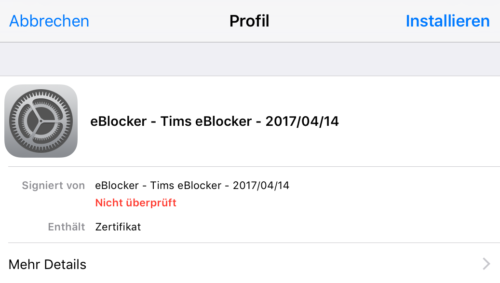 Abbrechen Profil Installieren
eBlocker - Tims eBlocker - 2017/04/14
Signiert von eBlocker - Tims eBlocker - 2017/04/14
Nicht überprüft
Enthält Zertifikat
Mehr Details